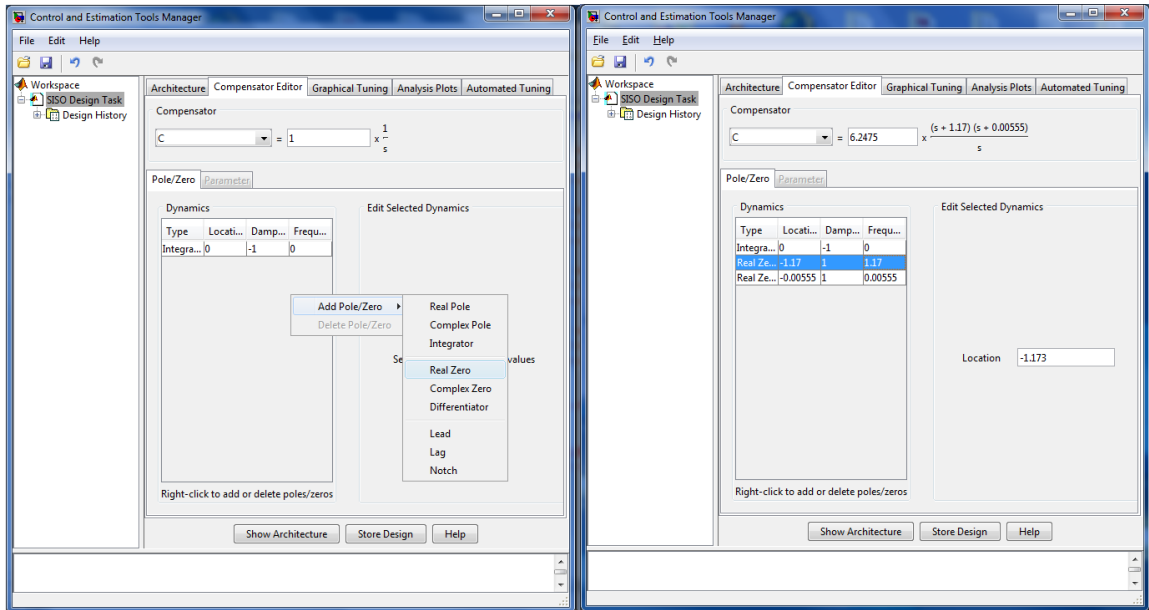 Control and Estimation Tools Manager
File Edit Help
Workspace
SISO Design Task
Design History
Architecture Compensator Editor Graphical Tuning Analysis Plots Automated Tuning
Compensator
C = 1 x 1
s
Pole/Zero Parameter
Dynamics Edit Selected Dynamics
Type Locati... Damp... Frequ...
Integra... 0 -1 0
Add Pole/Zero
Delete Pole/Zero
Real Pole
Complex Pole
Integrator
Real Zero
Complex Zero
Differentiator
Lead
Lag
Notch
Se values
Right-click to add or delete poles/zeros
Show Architecture Store Design Help
Control and Estimation Tools Manager
File Edit Help
Workspace
SISO Design Task
Design History
Architecture Compensator Editor Graphical Tuning Analysis Plots Automated Tuning
Compensator
C = 6.2475 x (s + 1.17) (s + 0.00555)
s
Pole/Zero Parameter
Dynamics Edit Selected Dynamics
Type Locati... Damp... Frequ...
Integra... 0 -1 0
Real Ze... -1.17 1 1.17
Real Ze... -0.00555 1 0.00555
Location -1.173
Right-click to add or delete poles/zeros
Show Architecture Store Design Help